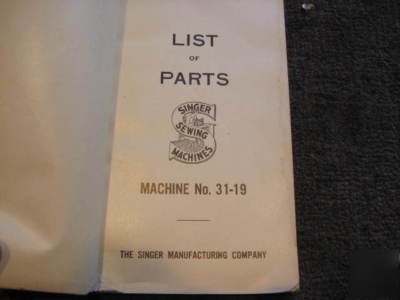 LIST
OF
PARTS
SINGER
SEWING
MACHINES
MACHINE No. 31-19
THE SINGER MANUFACTURING COMPANY